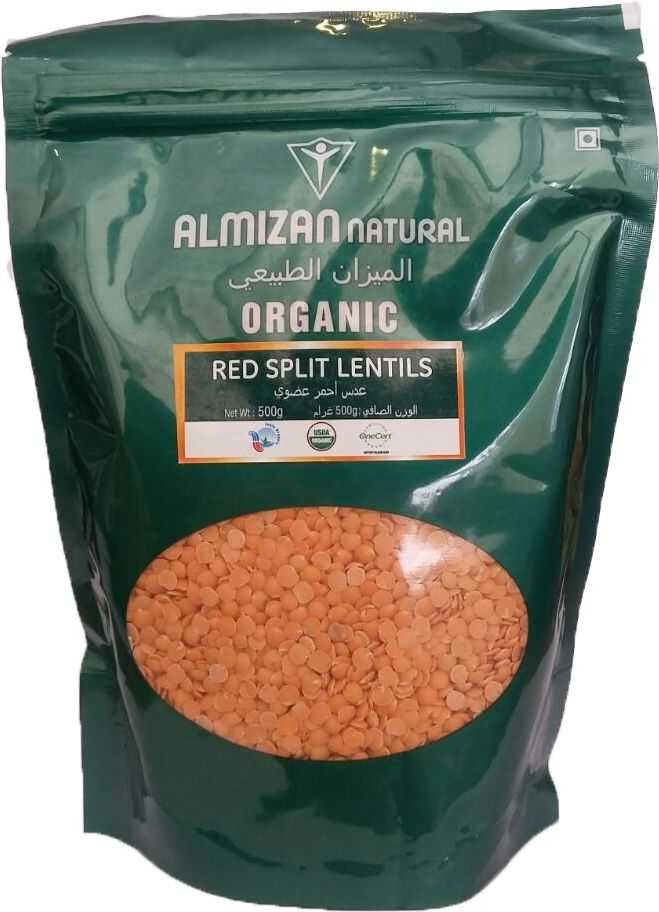 ALMIZAN NATURAL
الميزان الطبيعي
ORGANIC
RED SPLIT LENTILS
عدس أحمر عضوي
Net Wt : 500g الوزن الصافي: 500g غرام
USDA
ORGANIC
OneCert